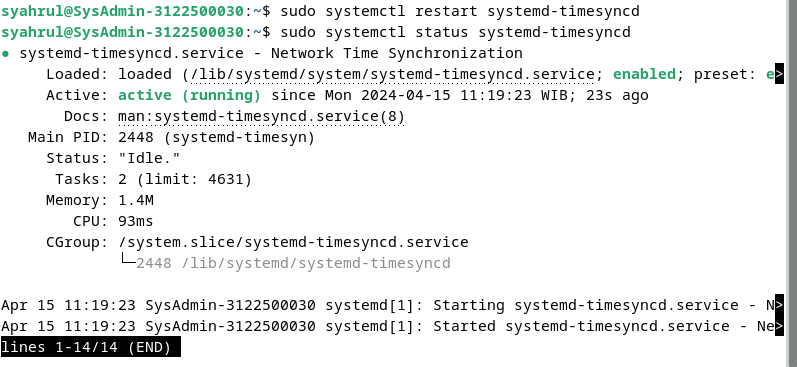 syahrul@SysAdmin-3122500030:~$ sudo systemctl restart systemd-timesyncd
syahrul@SysAdmin-3122500030:~$ sudo systemctl status systemd-timesyncd
● systemd-timesyncd.service - Network Time Synchronization
     Loaded: loaded (/lib/systemd/system/systemd-timesyncd.service; enabled; preset: e>
     Active: active (running) since Mon 2024-04-15 11:19:23 WIB; 23s ago
       Docs: man:systemd-timesyncd.service(8)
   Main PID: 2448 (systemd-timesyn)
     Status: "Idle."
      Tasks: 2 (limit: 4631)
     Memory: 1.4M
        CPU: 93ms
     CGroup: /system.slice/systemd-timesyncd.service
             └─2448 /lib/systemd/systemd-timesyncd

Apr 15 11:19:23 SysAdmin-3122500030 systemd[1]: Starting systemd-timesyncd.service - N>
Apr 15 11:19:23 SysAdmin-3122500030 systemd[1]: Started systemd-timesyncd.service - Ne>
lines 1-14/14 (END)